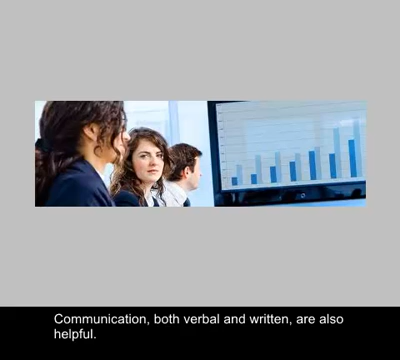 Communication, both verbal and written, are also
helpful.